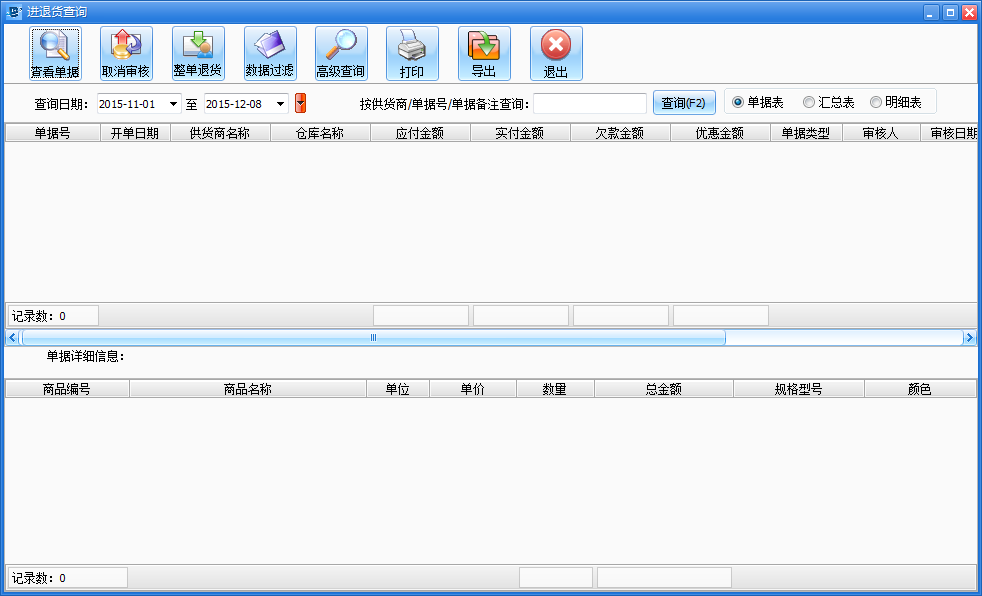 进退货查询
查看单据 取消审核 整单退货 数据过滤 高级查询 打印 导出 退出
查询日期: 2015-11-01 至 2015-12-08 按供货商/单据号/单据备注查询: 查询(F2) 单据表 汇总表 明细表
单据号 开单日期 供货商名称 仓库名称 应付金额 实付金额 欠款金额 优惠金额 单据类型 审核人 审核日期
记录数: 0
单据详细信息:
商品编号 商品名称 单位 单价 数量 总金额 规格型号 颜色
记录数: 0